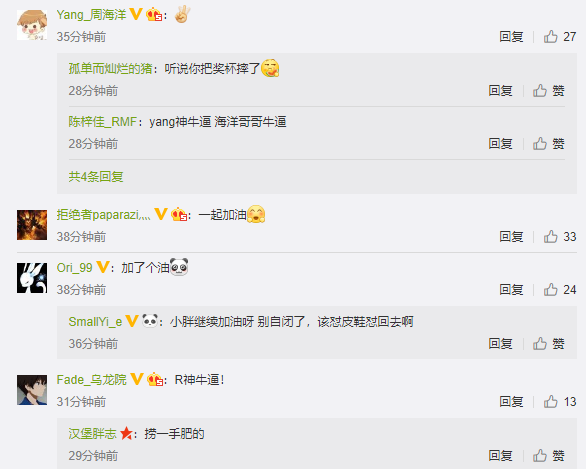 Yang_周海洋：✌
35分钟前 回复 27
孤单而灿烂的猪：听说你把奖杯摔了
28分钟前 回复 赞
陈梓佳_RMF：yang神牛逼 海洋哥哥牛逼
28分钟前 回复 赞
共4条回复
拒绝者paparazi,,,,：一起加油
38分钟前 回复 33
Ori_99：加了个油
38分钟前 回复 24
SmallYi_e：小胖继续加油呀 别自闭了，该怼皮鞋怼回去啊
36分钟前 回复 赞
Fade_乌龙院：R神牛逼！
31分钟前 回复 13
汉堡胖志：捞一手肥的
29分钟前 回复 赞